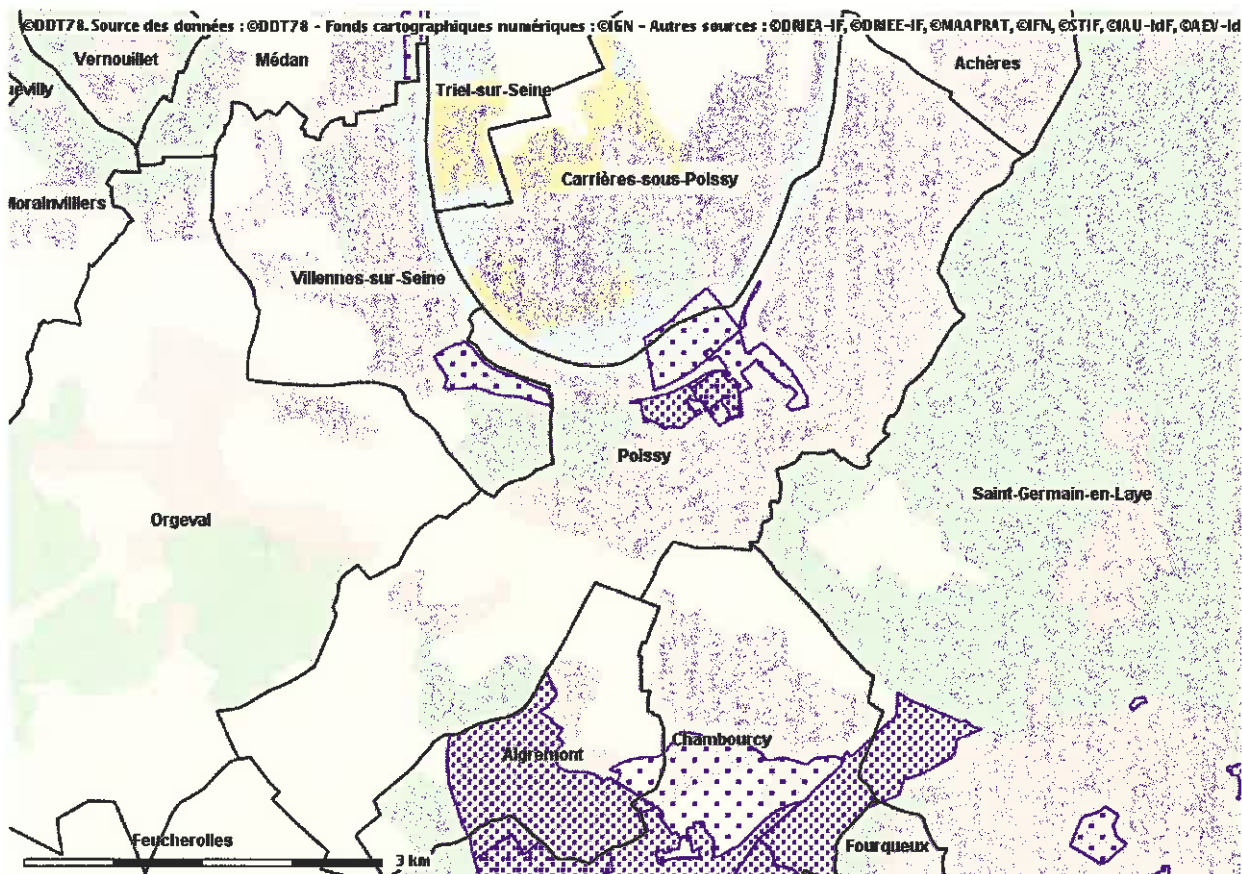 ©DDT78. Source des données : ©DDT78 - Fonds cartographiques numériques : ©IGN - Autres sources : ©DRIEA-IF, ©DRIEE-IF, ©MAAPRAT, ©IFN, ©STIF, ©IAU-IdF, ©AEV-Id
Vernouillet
Médan
Achères
Triel-sur-Seine
Carrières-sous-Poissy
Morainvilliers
Villennes-sur-Seine
Poissy
Saint-Germain-en-Laye
Orgeval
Chambourcy
Aigremont
Feucherolles
Fourqueux
3 km